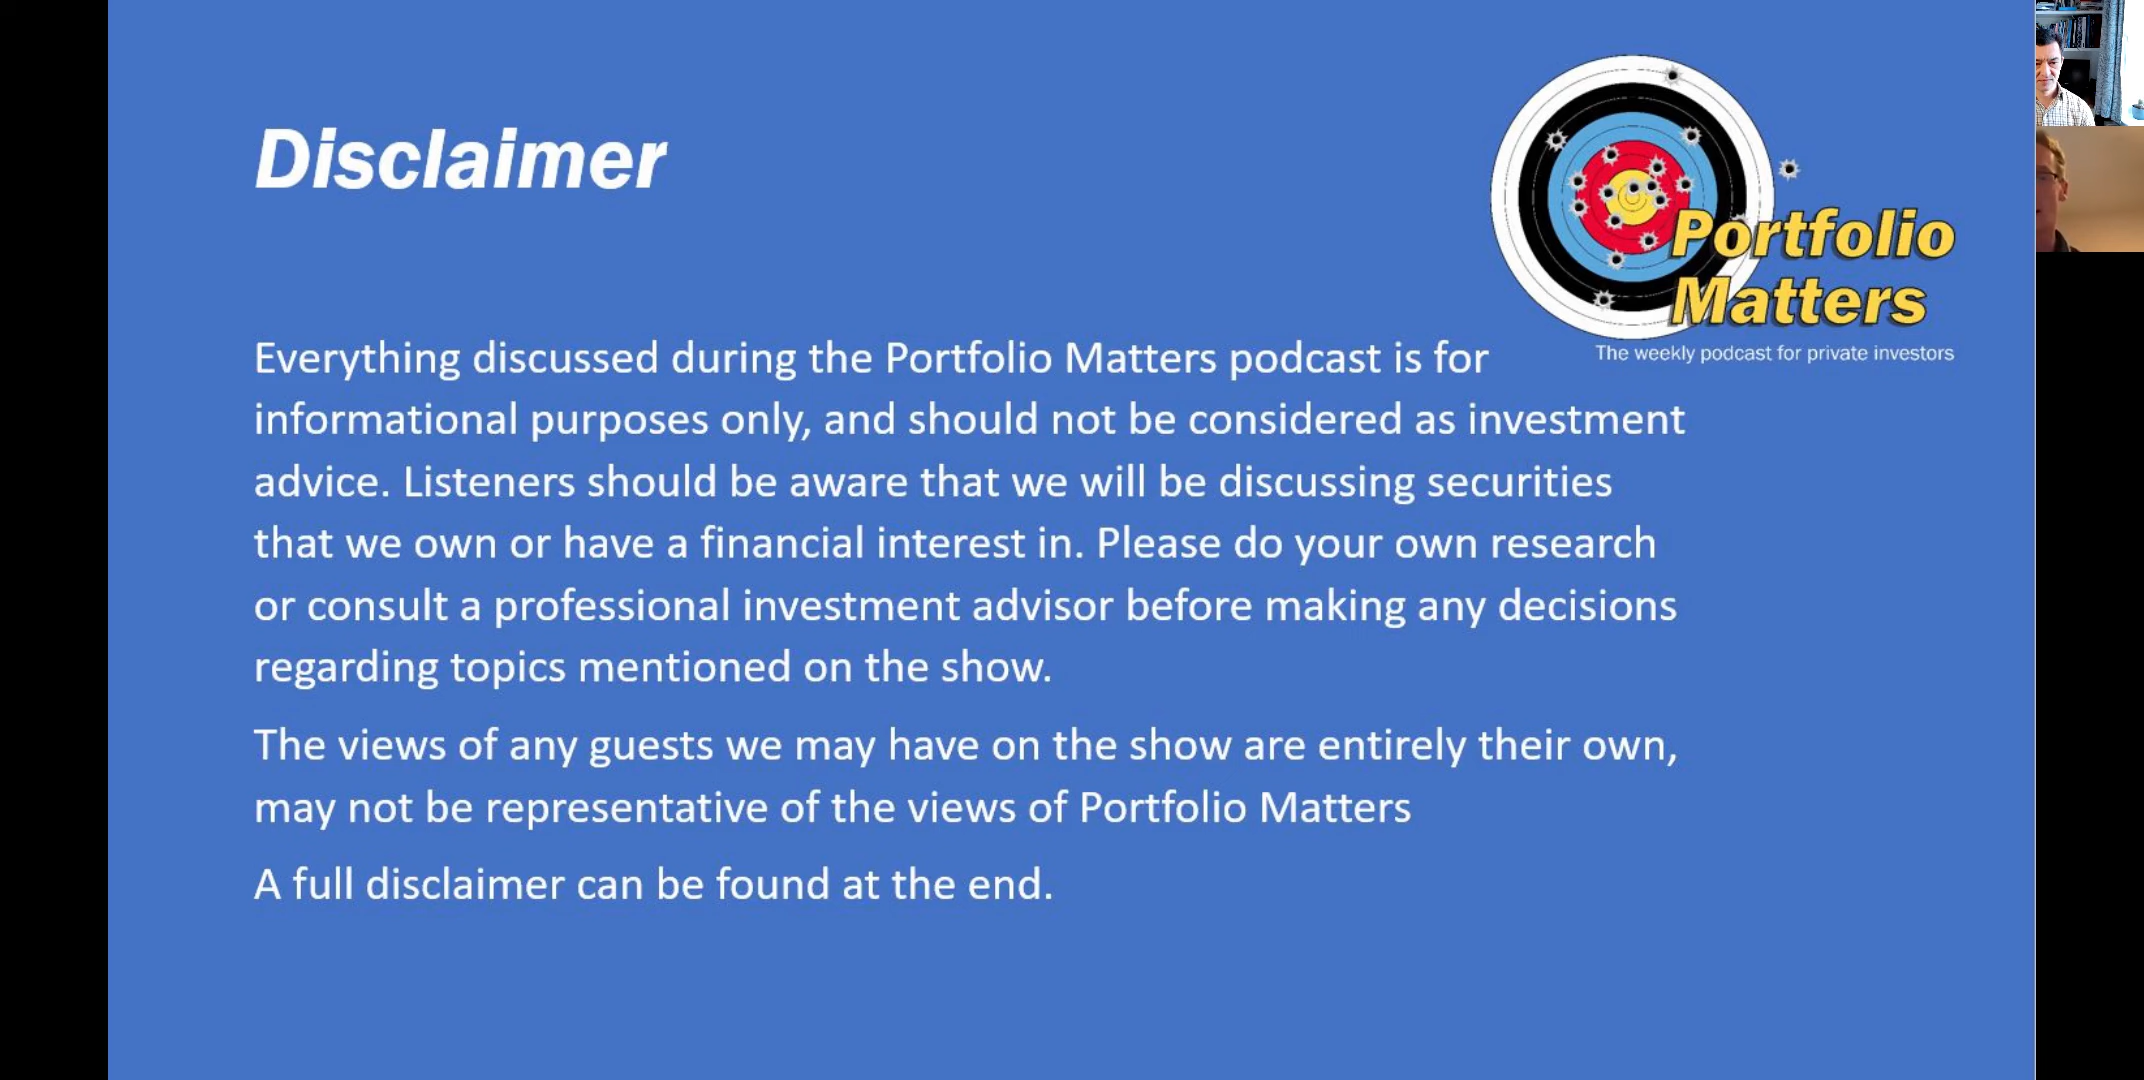 Disclaimer
Portfolio
Matters
The weekly podcast for private investors
Everything discussed during the Portfolio Matters podcast is for
informational purposes only, and should not be considered as investment
advice. Listeners should be aware that we will be discussing securities
that we own or have a financial interest in. Please do your own research
or consult a professional investment advisor before making any decisions
regarding topics mentioned on the show.
The views of any guests we may have on the show are entirely their own,
may not be representative of the views of Portfolio Matters
A full disclaimer can be found at the end.